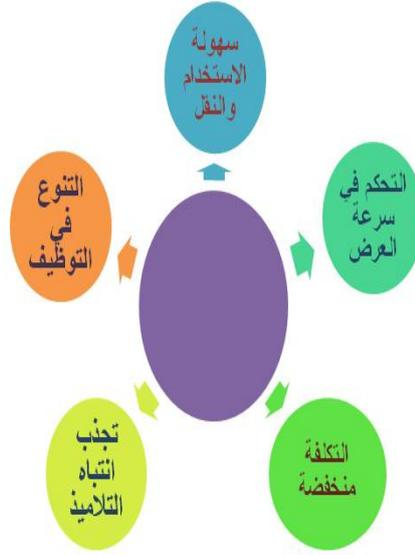 سهولة
الاستخدام
والنقل
التحكم في
سرعة
العرض
التكلفة
منخفضة
تجذب
انتباه
التلاميذ
التنوع
في
التوظيف